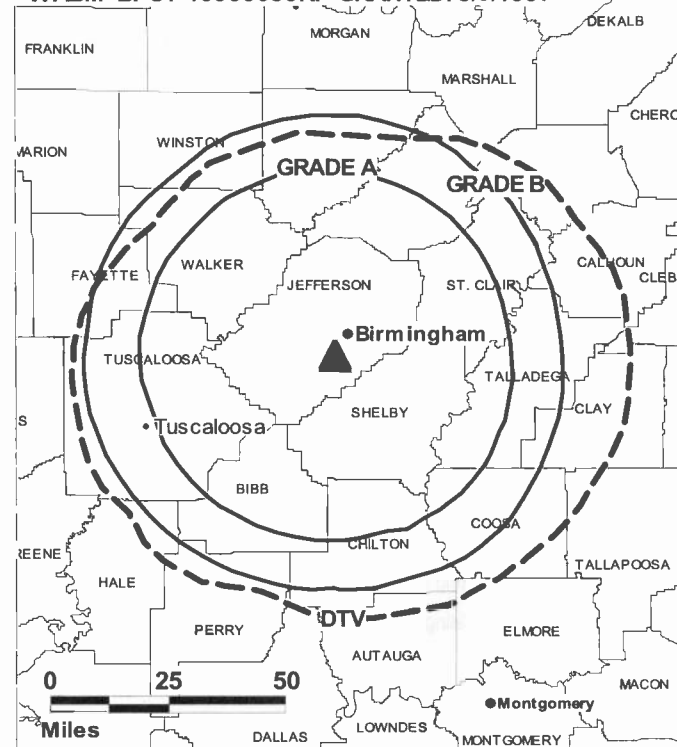 MORGAN
DEKALB
FRANKLIN
MARSHALL
CHERO
WINSTON
MARION
GRADE A
GRADE B
WALKER
CALHOUN
FAYETTE
JEFFERSON
ST. CLAIR
CLEB
Birmingham
TUSCALOOSA
TALLADEGA
SHELBY
CLAY
S
Tuscaloosa
BIBB
COOSA
CHILTON
REENE
TALLAPOOSA
HALE
DTV
PERRY
ELMORE
AUTAUGA
0 25 50
MACON
Montgomery
Miles
DALLAS
LOWNDES
MONTGOMERY